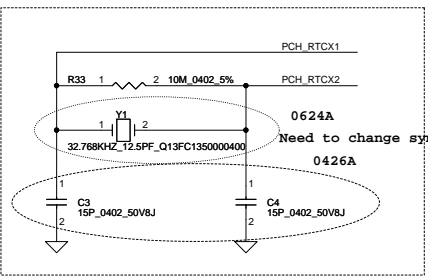 PCH_RTCX1
R33 1 2 10M_0402_5% PCH_RTCX2
Y1
1 2
0624A
Need to change sy
32.768KHZ_12.5PF_Q13FC1350000400
0426A
1 1
C3 C4
15P_0402_50V8J 15P_0402_50V8J
2 2